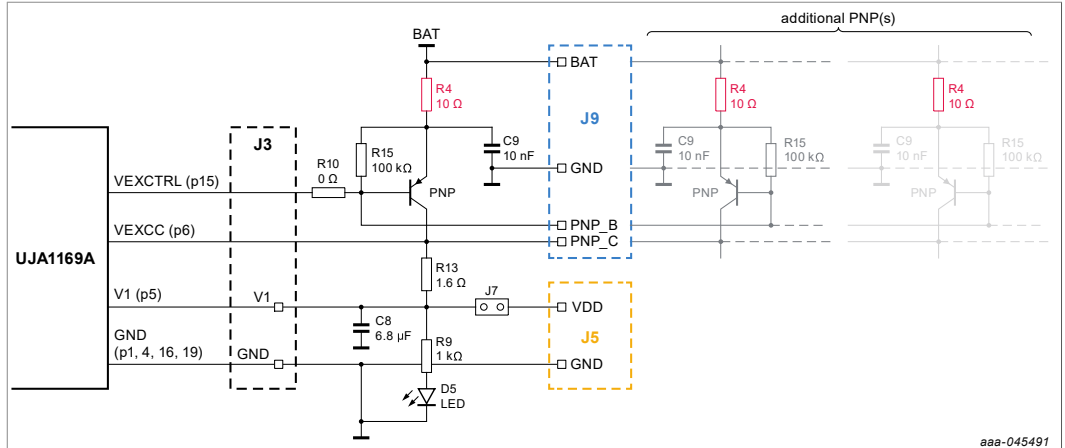 additional PNP(s)
BAT
BAT
R4
10 Ω
R4
10 Ω
R4
10 Ω
J9
J3
R10
0 Ω
R15
100 kΩ
C9
10 nF
GND
C9
10 nF
R15
100 kΩ
C9
10 nF
R15
100 kΩ
VEXCTRL (p15)
PNP
PNP
PNP
PNP_B
VEXCC (p6)
PNP_C
UJA1169A
R13
1.6 Ω
V1 (p5)
V1
J7
VDD
C8
6.8 µF
J5
GND
(p1, 4, 16, 19)
GND
R9
1 kΩ
GND
D5
LED
aaa-045491